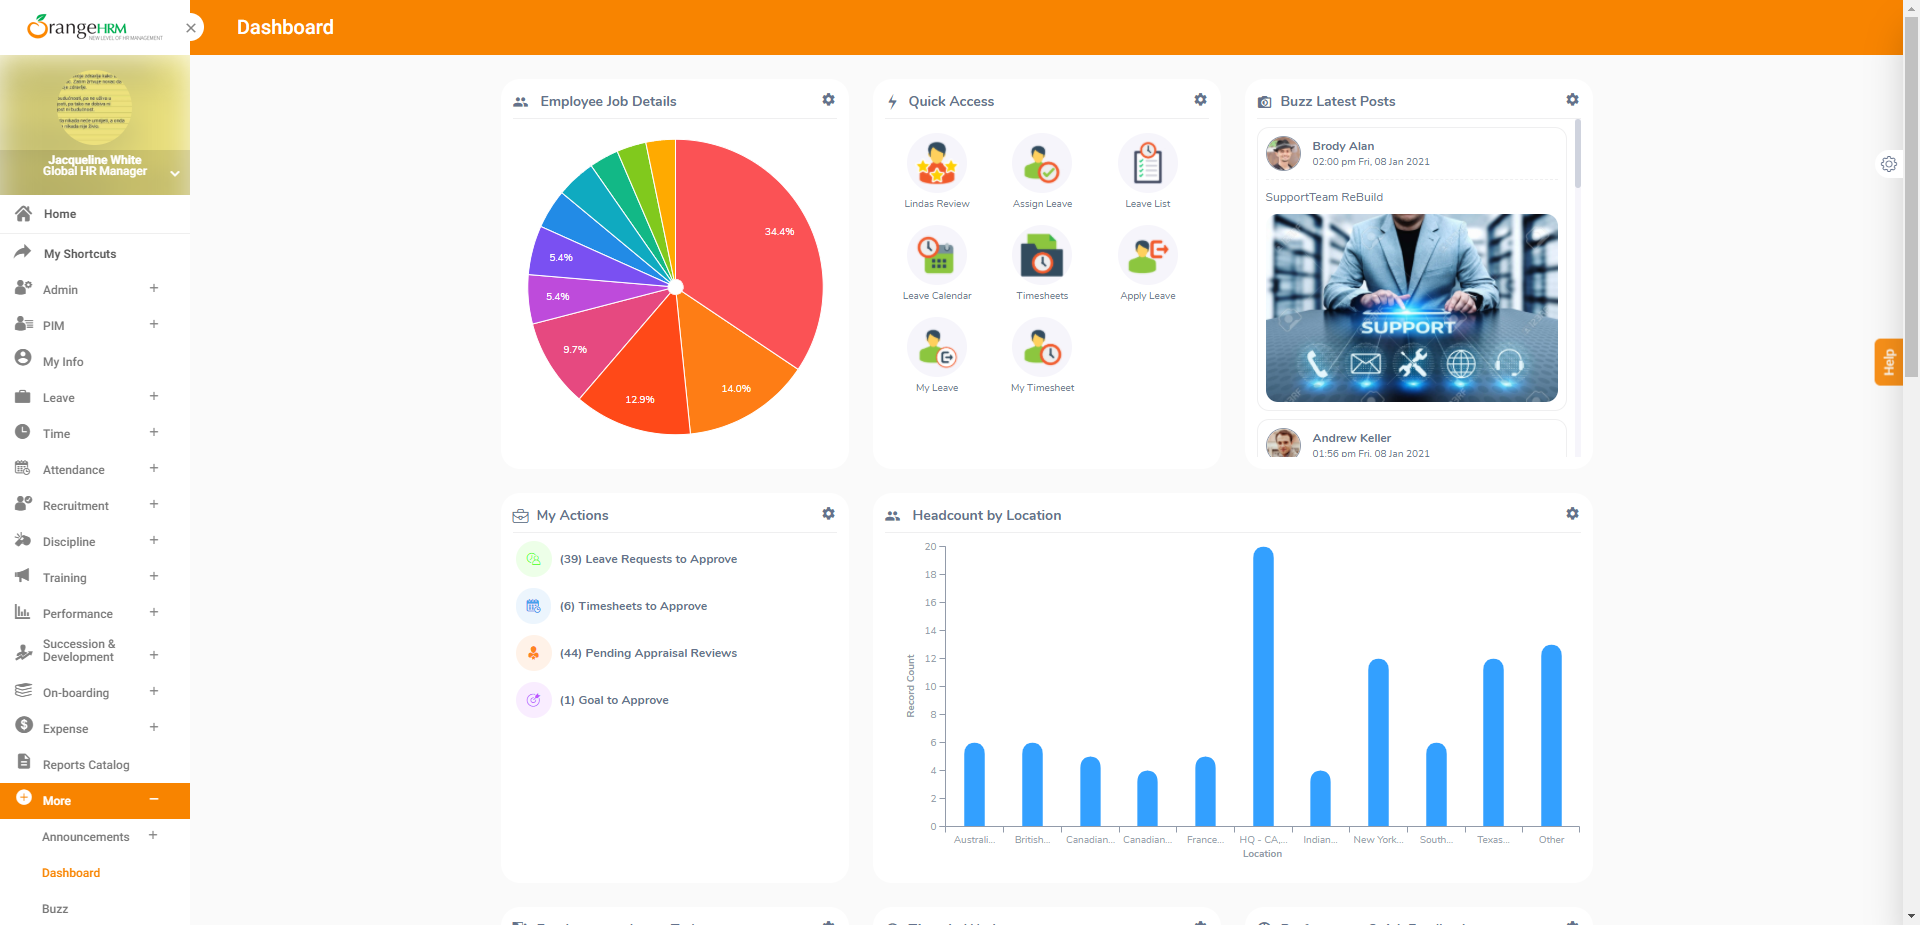 OrangeHRM
NEW LEVEL OF HR MANAGEMENT
Dashboard
Jacqueline White
Global HR Manager
Home
My Shortcuts
Admin
PIM
My Info
Leave
Time
Attendance
Recruitment
Discipline
Training
Performance
Succession &
Development
On-boarding
Expense
Reports Catalog
More
Announcements
Dashboard
Buzz
Employee Job Details
34.4%
5.4%
5.4%
9.7%
12.9%
14.0%
Quick Access
Lindas Review
Assign Leave
Leave List
Leave Calendar
Timesheets
Apply Leave
My Leave
My Timesheet
Buzz Latest Posts
Brody Alan
02:00 pm Fri, 08 Jan 2021
SupportTeam ReBuild
SUPPORT
Andrew Keller
01:56 pm Fri, 08 Jan 2021
Help
My Actions
(39) Leave Requests to Approve
(6) Timesheets to Approve
(44) Pending Appraisal Reviews
(1) Goal to Approve
Headcount by Location
20
18
16
14
12
10
8
6
4
2
0
Record Count
Australi...
British...
Canadian...
Canadian...
France...
HQ - CA,...
Indian...
New York...
South...
Texas...
Other
Location